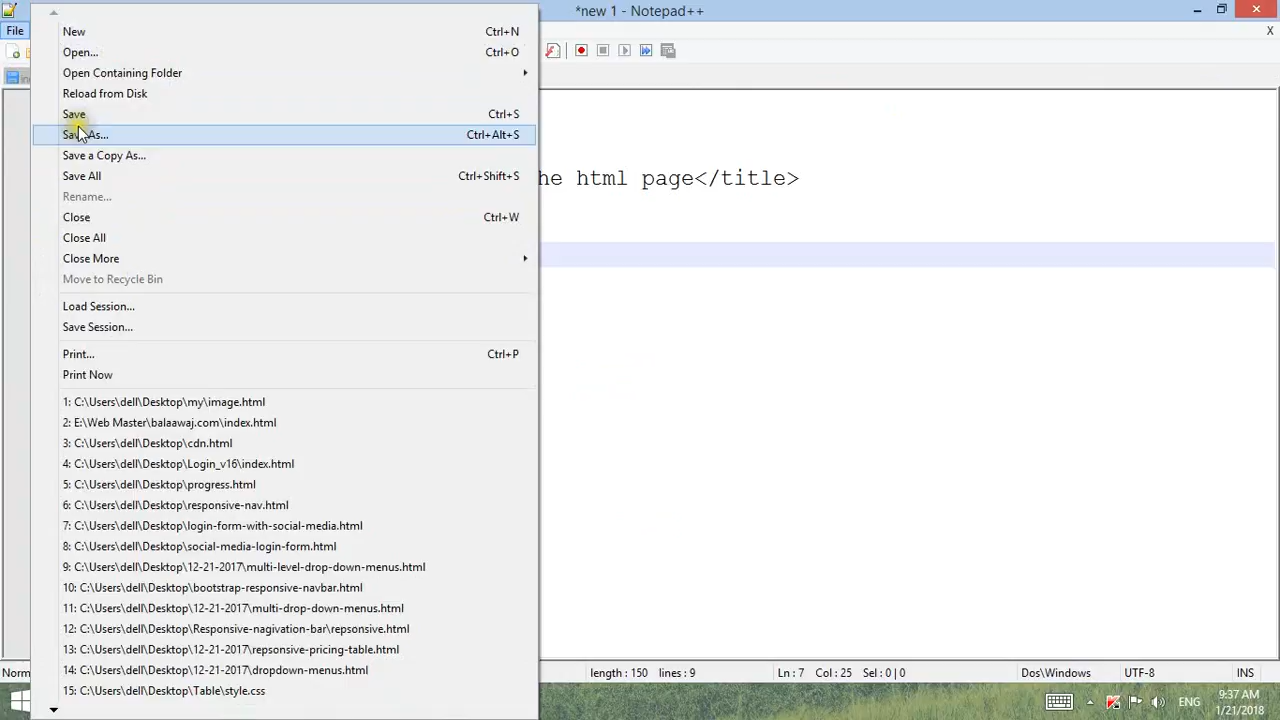 *new 1 - Notepad++
File
X
New Ctrl+N
Open... Ctrl+O
Open Containing Folder
Reload from Disk
Save Ctrl+S
Save As... Ctrl+Alt+S
Save a Copy As...
Save All Ctrl+Shift+S
Rename...
Close Ctrl+W
Close All
Close More
Move to Recycle Bin
Load Session...
Save Session...
Print... Ctrl+P
Print Now
1: C:\Users\dell\Desktop\my\image.html
2: E:\Web Master\balaawaj.com\index.html
3: C:\Users\dell\Desktop\cdn.html
4: C:\Users\dell\Desktop\Login_v16\index.html
5: C:\Users\dell\Desktop\progress.html
6: C:\Users\dell\Desktop\responsive-nav.html
7: C:\Users\dell\Desktop\login-form-with-social-media.html
8: C:\Users\dell\Desktop\social-media-login-form.html
9: C:\Users\dell\Desktop\12-21-2017\multi-level-drop-down-menus.html
10: C:\Users\dell\Desktop\bootstrap-responsive-navbar.html
11: C:\Users\dell\Desktop\12-21-2017\multi-drop-down-menus.html
12: C:\Users\dell\Desktop\Responsive-nagivation-bar\repsonsive.html
13: C:\Users\dell\Desktop\12-21-2017\repsonsive-pricing-table.html
14: C:\Users\dell\Desktop\12-21-2017\dropdown-menus.html
15: C:\Users\dell\Desktop\Table\style.css
he html page</title>
Norm length : 150 lines : 9 Ln : 7 Col : 25 Sel : 0 | 0 Dos\Windows UTF-8 INS
ENG
9:37 AM
1/21/2018